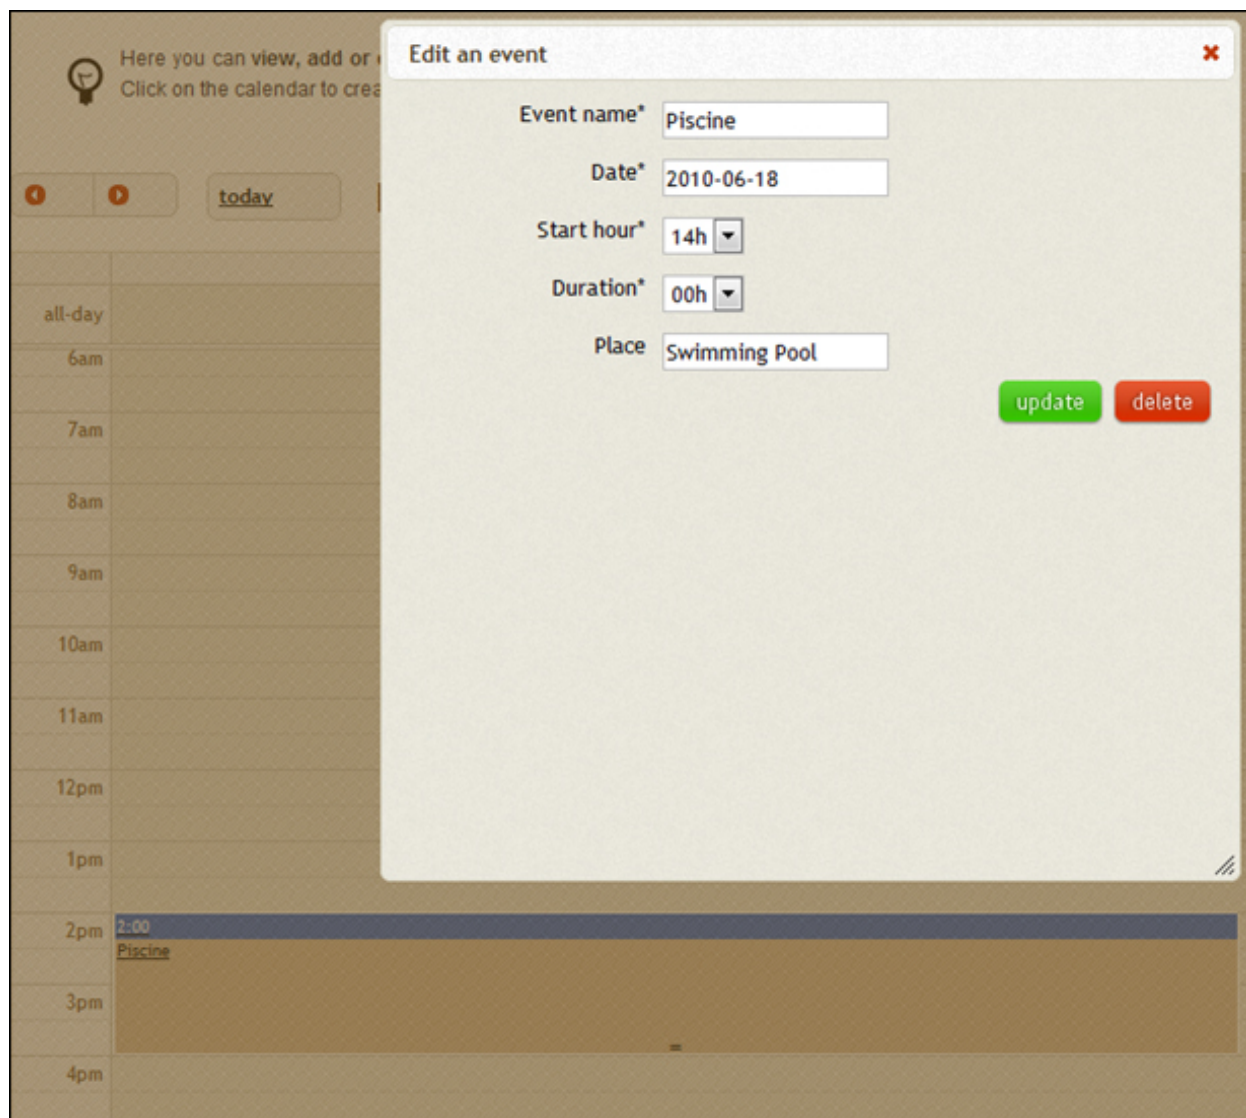 Here you can view, add or
Click on the calendar to crea
today
all-day
6am
7am
8am
9am
10am
11am
12pm
1pm
2pm
3pm
4pm
2:00
Piscine
Edit an event
Event name* Piscine
Date* 2010-06-18
Start hour* 14h
Duration* 00h
Place Swimming Pool
update delete